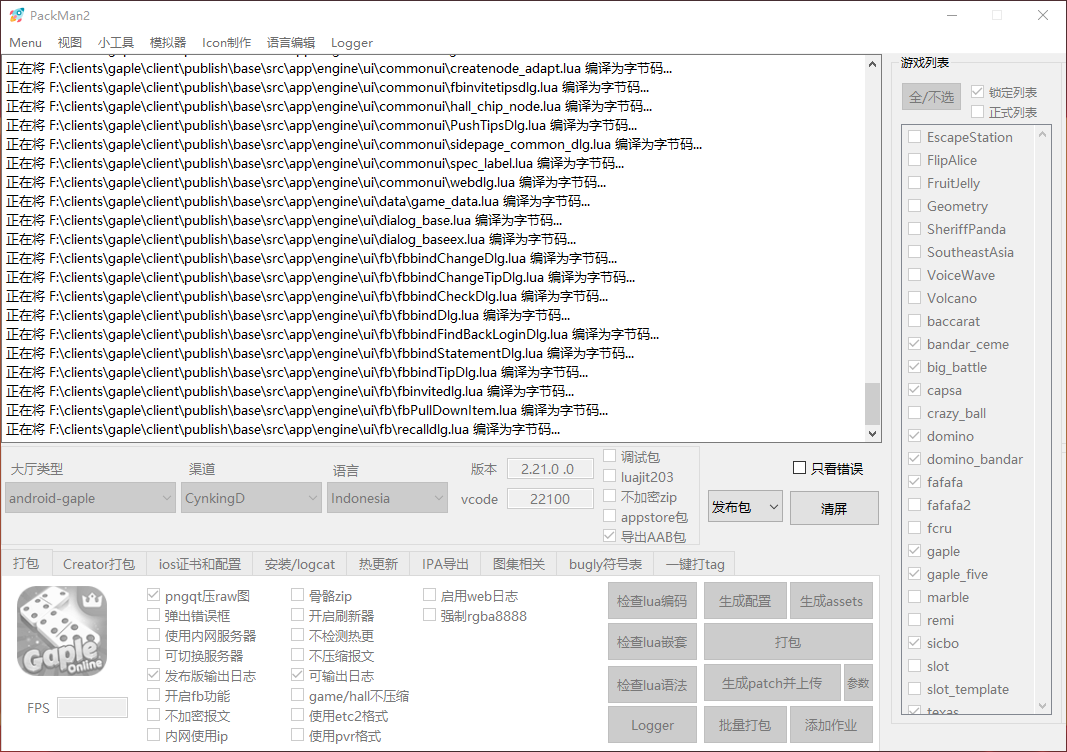 PackMan2
Menu 视图 小工具 模拟器 Icon制作 语言编辑 Logger
正在将 F:\clients\gaple\client\publish\base\src\app\engine\ui\commonui\createnode_adapt.lua 编译为字节码...
正在将 F:\clients\gaple\client\publish\base\src\app\engine\ui\commonui\fbinvitetipsdlg.lua 编译为字节码...
正在将 F:\clients\gaple\client\publish\base\src\app\engine\ui\commonui\hall_chip_node.lua 编译为字节码...
正在将 F:\clients\gaple\client\publish\base\src\app\engine\ui\commonui\PushTipsDlg.lua 编译为字节码...
正在将 F:\clients\gaple\client\publish\base\src\app\engine\ui\commonui\sidepage_common_dlg.lua 编译为字节码...
正在将 F:\clients\gaple\client\publish\base\src\app\engine\ui\commonui\spec_label.lua 编译为字节码...
正在将 F:\clients\gaple\client\publish\base\src\app\engine\ui\commonui\webdlg.lua 编译为字节码...
正在将 F:\clients\gaple\client\publish\base\src\app\engine\ui\data\game_data.lua 编译为字节码...
正在将 F:\clients\gaple\client\publish\base\src\app\engine\ui\dialog_base.lua 编译为字节码...
正在将 F:\clients\gaple\client\publish\base\src\app\engine\ui\dialog_baseex.lua 编译为字节码...
正在将 F:\clients\gaple\client\publish\base\src\app\engine\ui\fb\fbbindChangeDlg.lua 编译为字节码...
正在将 F:\clients\gaple\client\publish\base\src\app\engine\ui\fb\fbbindChangeTipDlg.lua 编译为字节码...
正在将 F:\clients\gaple\client\publish\base\src\app\engine\ui\fb\fbbindCheckDlg.lua 编译为字节码...
正在将 F:\clients\gaple\client\publish\base\src\app\engine\ui\fb\fbbindDlg.lua 编译为字节码...
正在将 F:\clients\gaple\client\publish\base\src\app\engine\ui\fb\fbbindFindBackLoginDlg.lua 编译为字节码...
正在将 F:\clients\gaple\client\publish\base\src\app\engine\ui\fb\fbbindStatementDlg.lua 编译为字节码...
正在将 F:\clients\gaple\client\publish\base\src\app\engine\ui\fb\fbbindTipDlg.lua 编译为字节码...
正在将 F:\clients\gaple\client\publish\base\src\app\engine\ui\fb\fbinvitedlg.lua 编译为字节码...
正在将 F:\clients\gaple\client\publish\base\src\app\engine\ui\fb\fbPullDownItem.lua 编译为字节码...
正在将 F:\clients\gaple\client\publish\base\src\app\engine\ui\fb\recalldlg.lua 编译为字节码...
游戏列表
全/不选
锁定列表
正式列表
EscapeStation
FlipAlice
FruitJelly
Geometry
SheriffPanda
SoutheastAsia
VoiceWave
Volcano
baccarat
bandar_ceme
big_battle
capsa
crazy_ball
domino
domino_bandar
fafafa
fafafa2
fcru
gaple
gaple_five
marble
remi
sicbo
slot
slot_template
texas
大厅类型 渠道 语言
android-gaple CynkingD Indonesia
版本 2.21.0 .0
vcode 22100
调试包
luajit203
不加密zip
appstore包
导出AAB包
只看错误
发布包 清屏
打包 Creator打包 ios证书和配置 安装/logcat 热更新 IPA导出 图集相关 bugly符号表 一键打tag
Gaple
Online
FPS
pngqt压raw图
弹出错误框
使用内网服务器
可切换服务器
发布版输出日志
开启fb功能
不加密报文
内网使用ip
骨骼zip
开启刷新器
不检测热更
不压缩报文
可输出日志
game/hall不压缩
使用etc2格式
使用pvr格式
启用web日志
强制rgba8888
检查lua编码 生成配置 生成assets
检查lua嵌套 打包
检查lua语法 生成patch并上传 参数
Logger 批量打包 添加作业